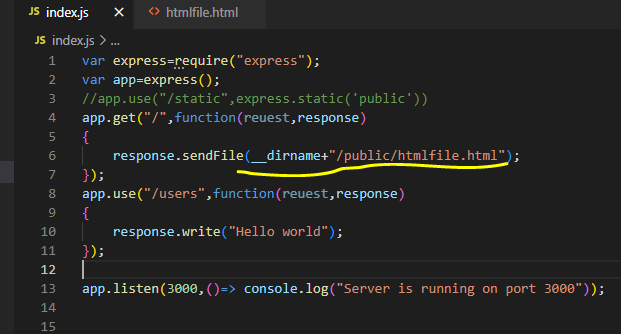 JS index.js × <> htmlfile.html
JS index.js > ...
1 var express=require("express");
2 var app=express();
3 //app.use("/static",express.static('public'))
4 app.get("/",function(reuest,response)
5 {
6 response.sendFile(__dirname+"/public/htmlfile.html");
7 });
8 app.use("/users",function(reuest,response)
9 {
10 response.write("Hello world");
11 });
12
13 app.listen(3000,()=> console.log("Server is running on port 3000"));
14
15